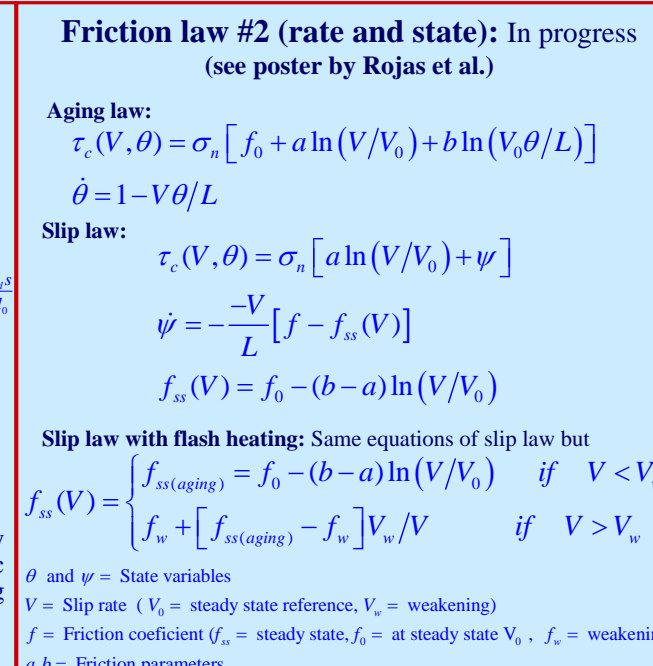 Friction law #2 (rate and state): In progress
(see poster by Rojas et al.)
Aging law:
τ_c(V,θ) = σ_n[f_0 + a ln(V/V_0) + b ln(V_0θ/L)]
θ̇ = 1 − Vθ/L
Slip law:
τ_c(V,θ) = σ_n[a ln(V/V_0) + ψ]
ψ̇ = − −V/L [f − f_ss(V)]
f_ss(V) = f_0 − (b − a) ln(V/V_0)
Slip law with flash heating: Same equations of slip law but
f_ss(V) = { f_ss(aging) = f_0 − (b − a) ln(V/V_0) if V < V
f_w + [f_ss(aging) − f_w]V_w/V if V > V_w
θ and ψ = State variables
V = Slip rate ( V_0 = steady state reference, V_w = weakening)
f = Friction coeficient (f_ss = steady state, f_0 = at steady state V_0 , f_w =
a,b = Friction parameters